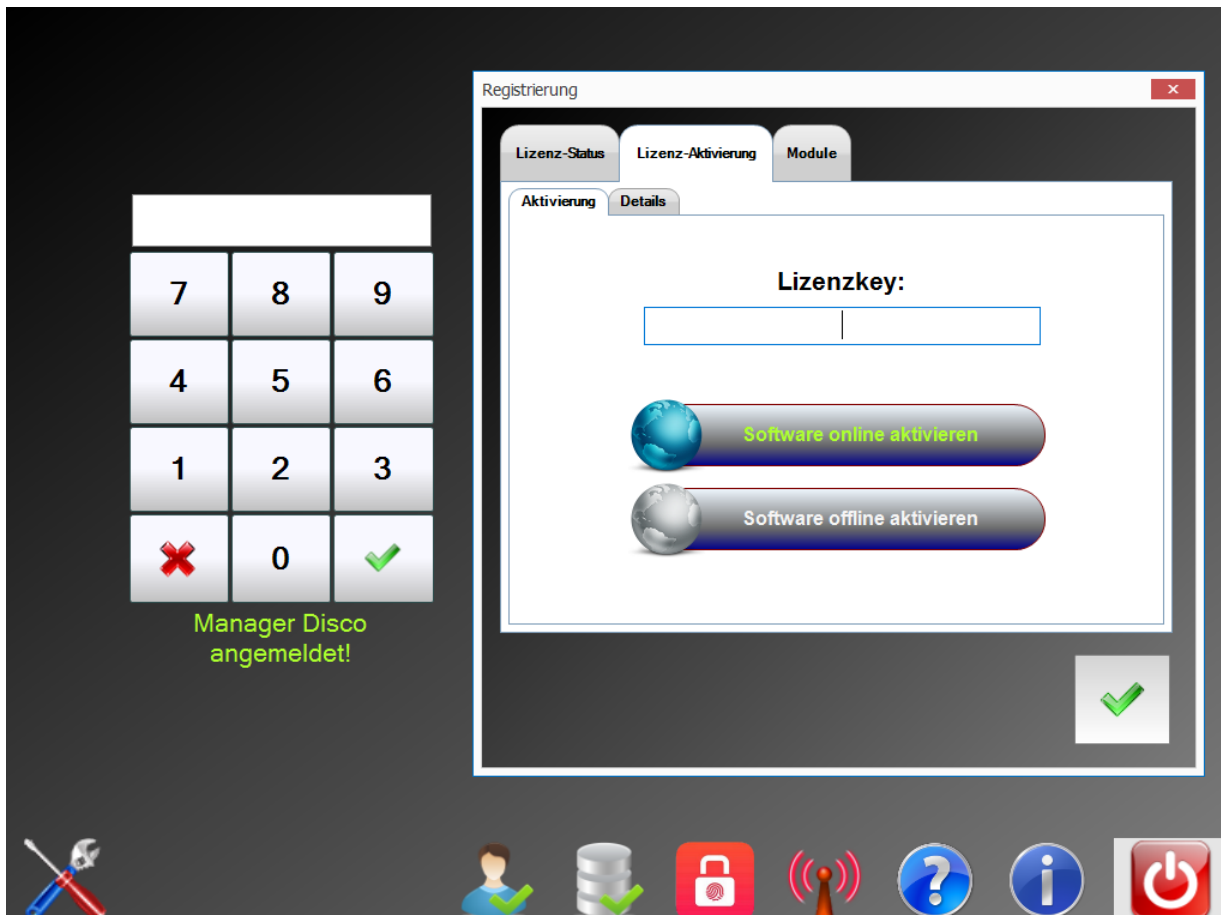 Registrierung
Lizenz-Status Lizenz-Aktivierung Module
Aktivierung Details
Lizenzkey:
Software online aktivieren
Software offline aktivieren
7 8 9
4 5 6
1 2 3
0
Manager Disco
angemeldet!